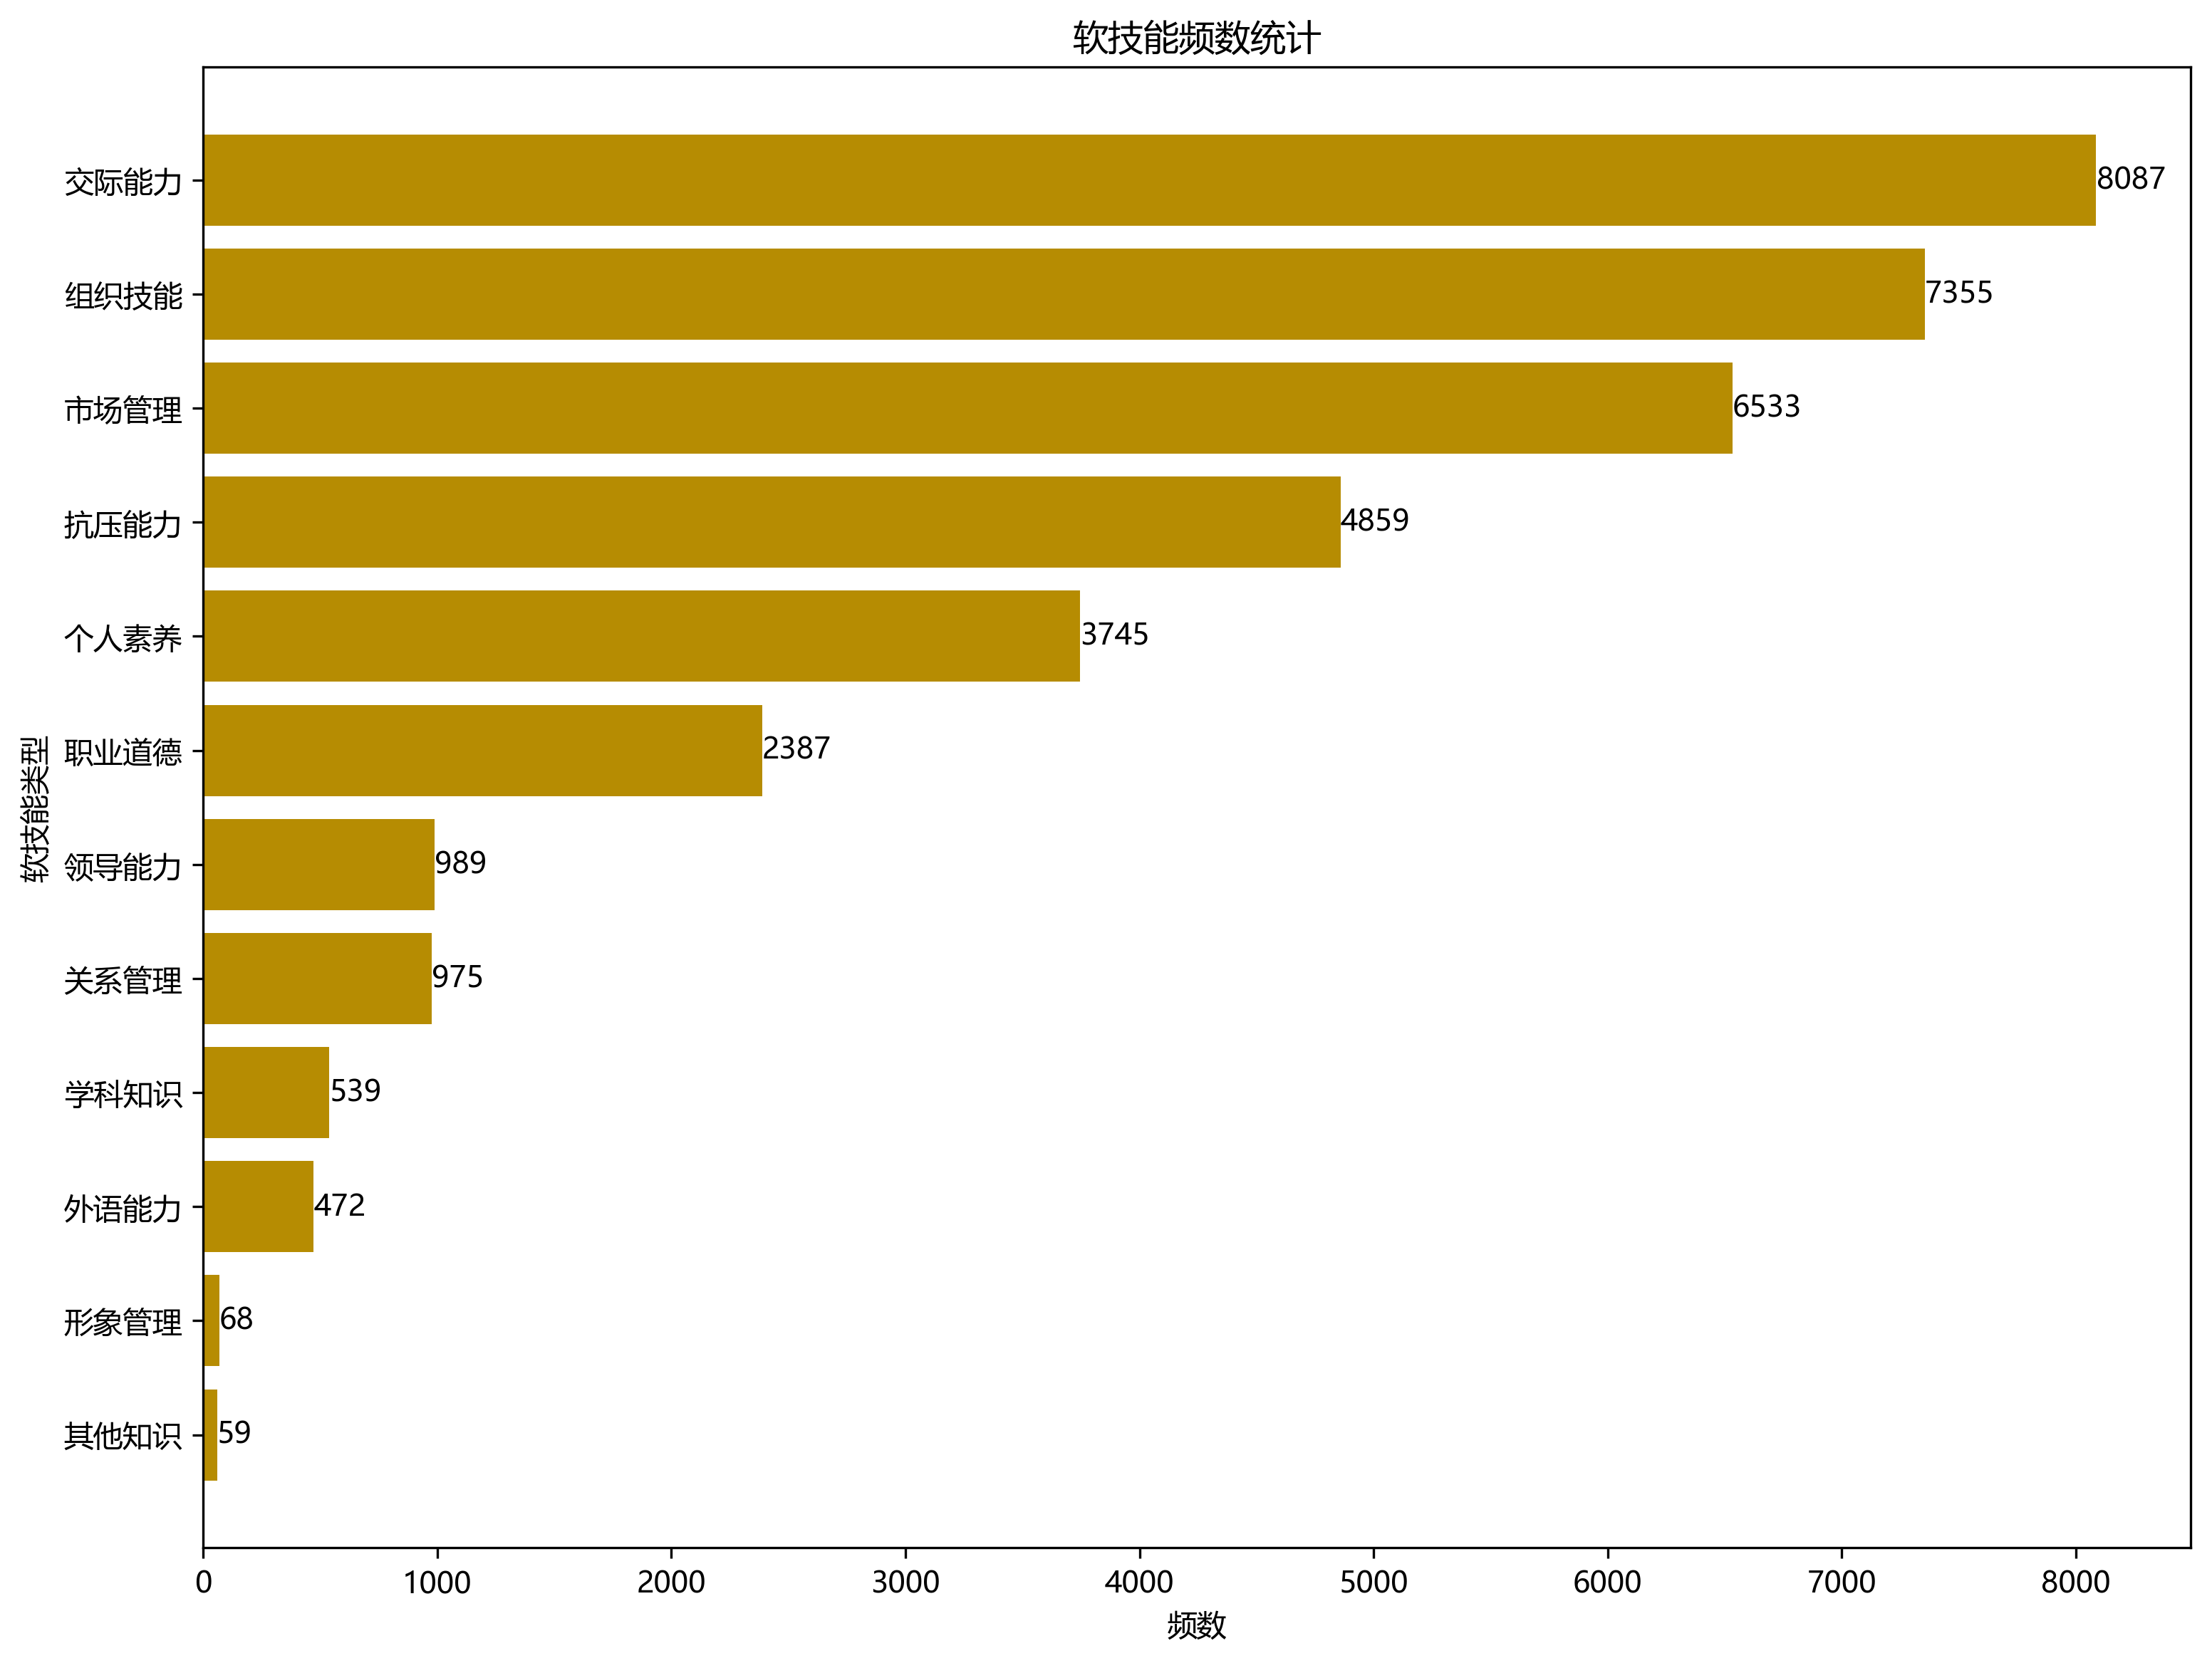 软技能频数统计
软技能类型
交际能力 8087
组织技能 7355
市场管理 6533
抗压能力 4859
个人素养 3745
职业道德 2387
领导能力 989
关系管理 975
学科知识 539
外语能力 472
形象管理 68
其他知识 59
0 1000 2000 3000 4000 5000 6000 7000 8000
频数